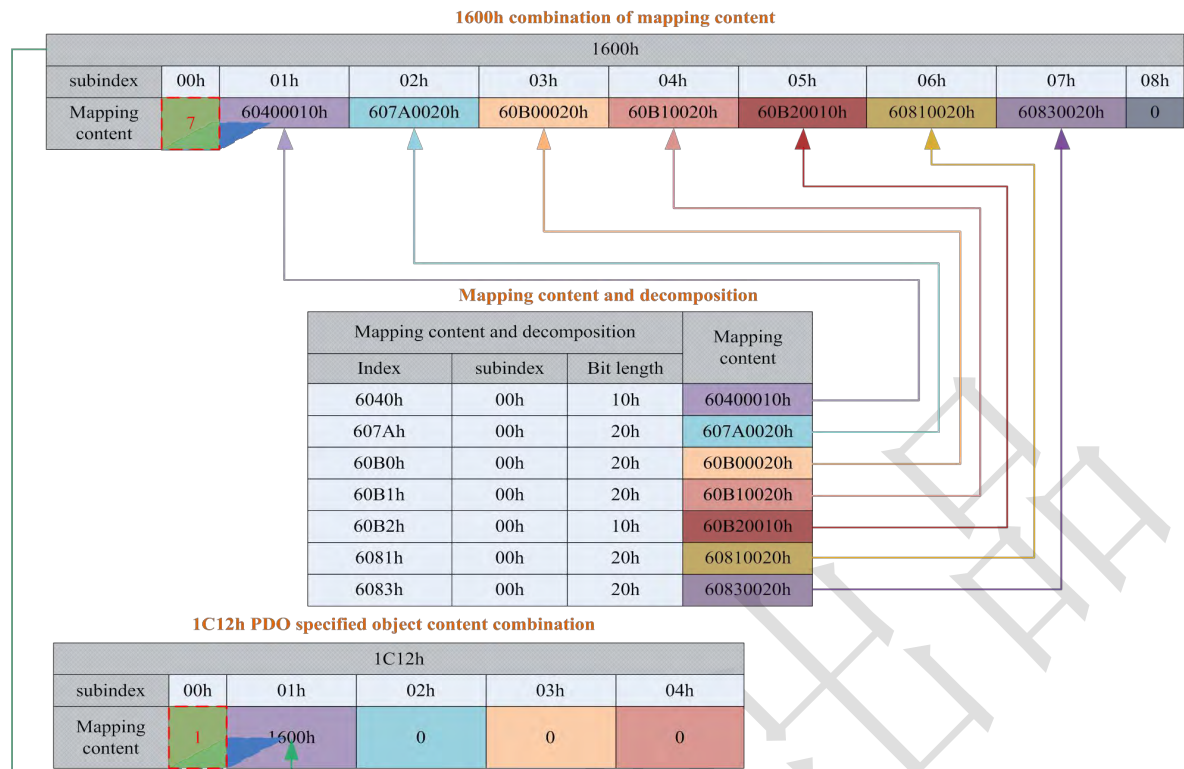 1600h combination of mapping content
1600h
subindex 00h 01h 02h 03h 04h 05h 06h 07h 08h
Mapping content 7 60400010h 607A0020h 60B00020h 60B10020h 60B20010h 60810020h 60830020h 0
Mapping content and decomposition
Mapping content and decomposition Mapping content
Index subindex Bit length
6040h 00h 10h 60400010h
607Ah 00h 20h 607A0020h
60B0h 00h 20h 60B00020h
60B1h 00h 20h 60B10020h
60B2h 00h 10h 60B20010h
6081h 00h 20h 60810020h
6083h 00h 20h 60830020h
1C12h PDO specified object content combination
1C12h
subindex 00h 01h 02h 03h 04h
Mapping content 1 1600h 0 0 0